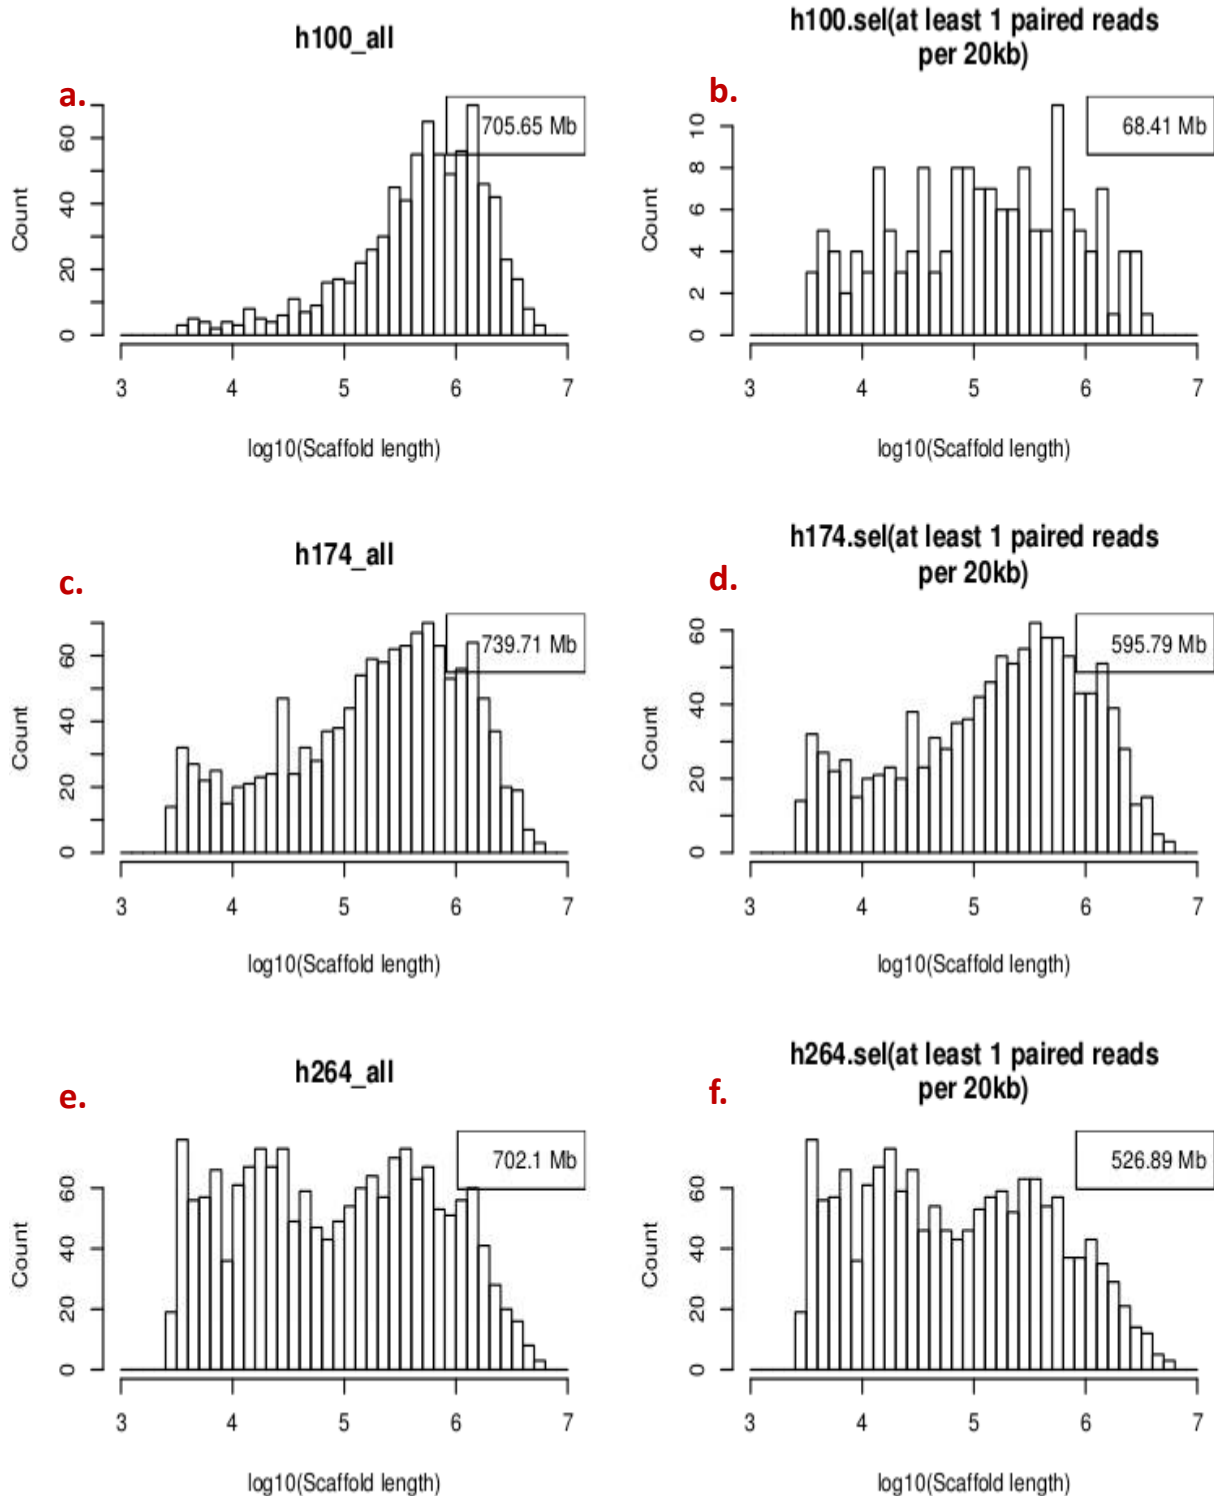 h100_all
h100.sel(at least 1 paired reads
per 20kb)
a.
705.65 Mb
b.
68.41 Mb
Count
0 20 40 60
3 4 5 6 7
log10(Scaffold length)
Count
0 2 4 6 8 10
3 4 5 6 7
log10(Scaffold length)
h174_all
h174.sel(at least 1 paired reads
per 20kb)
c.
739.71 Mb
d.
595.79 Mb
Count
0 20 40 60
3 4 5 6 7
log10(Scaffold length)
Count
0 20 40 60
3 4 5 6 7
log10(Scaffold length)
h264_all
h264.sel(at least 1 paired reads
per 20kb)
e.
702.1 Mb
f.
526.89 Mb
Count
0 20 40 60
3 4 5 6 7
log10(Scaffold length)
Count
0 20 40 60
3 4 5 6 7
log10(Scaffold length)